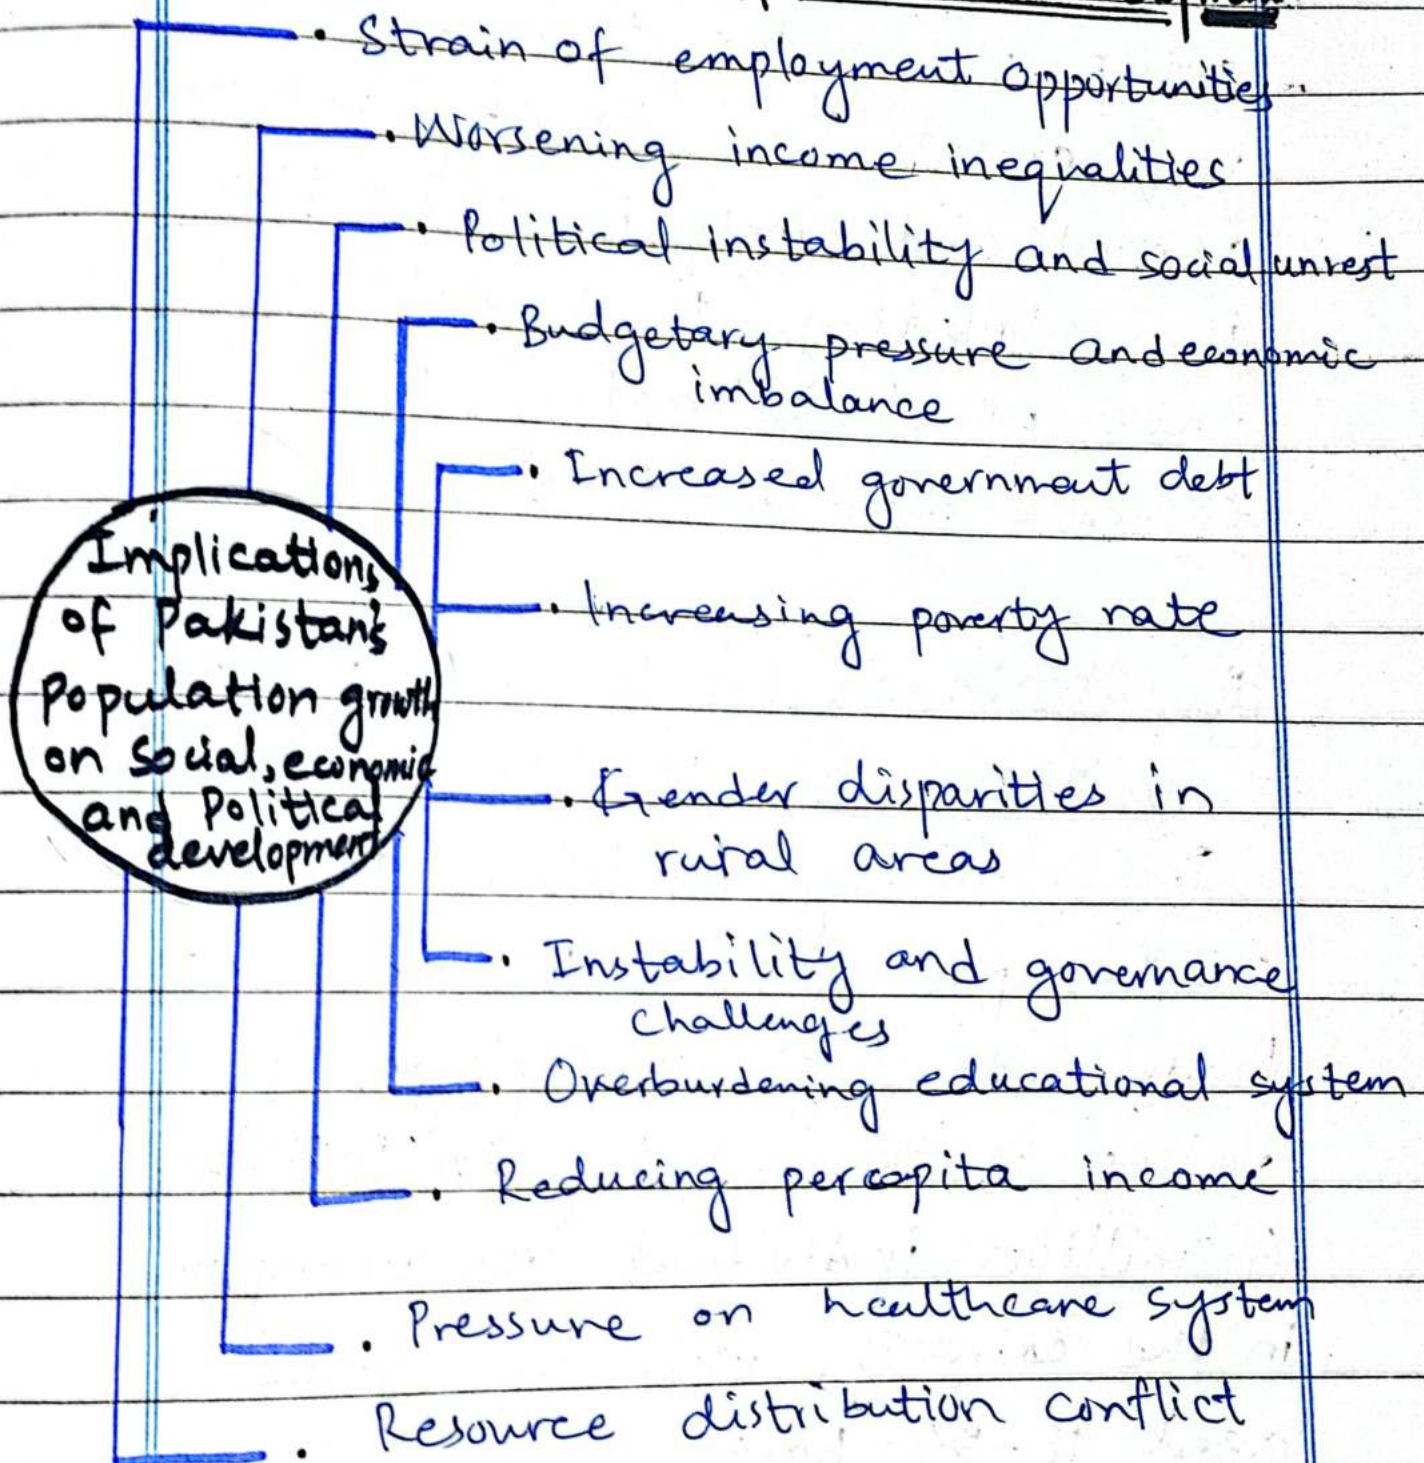 Strain of employment opportunities
Worsening income inequalities
Political instability and social unrest
Budgetary pressure and economic
imbalance
Increased government debt
Increasing poverty rate
Implications
of Pakistan's
Population growth
on Social, economic
and Political
development
Gender disparities in
rural areas
Instability and governance
challenges
Overburdening educational system
Reducing percapita income
Pressure on healthcare system
Resource distribution conflict